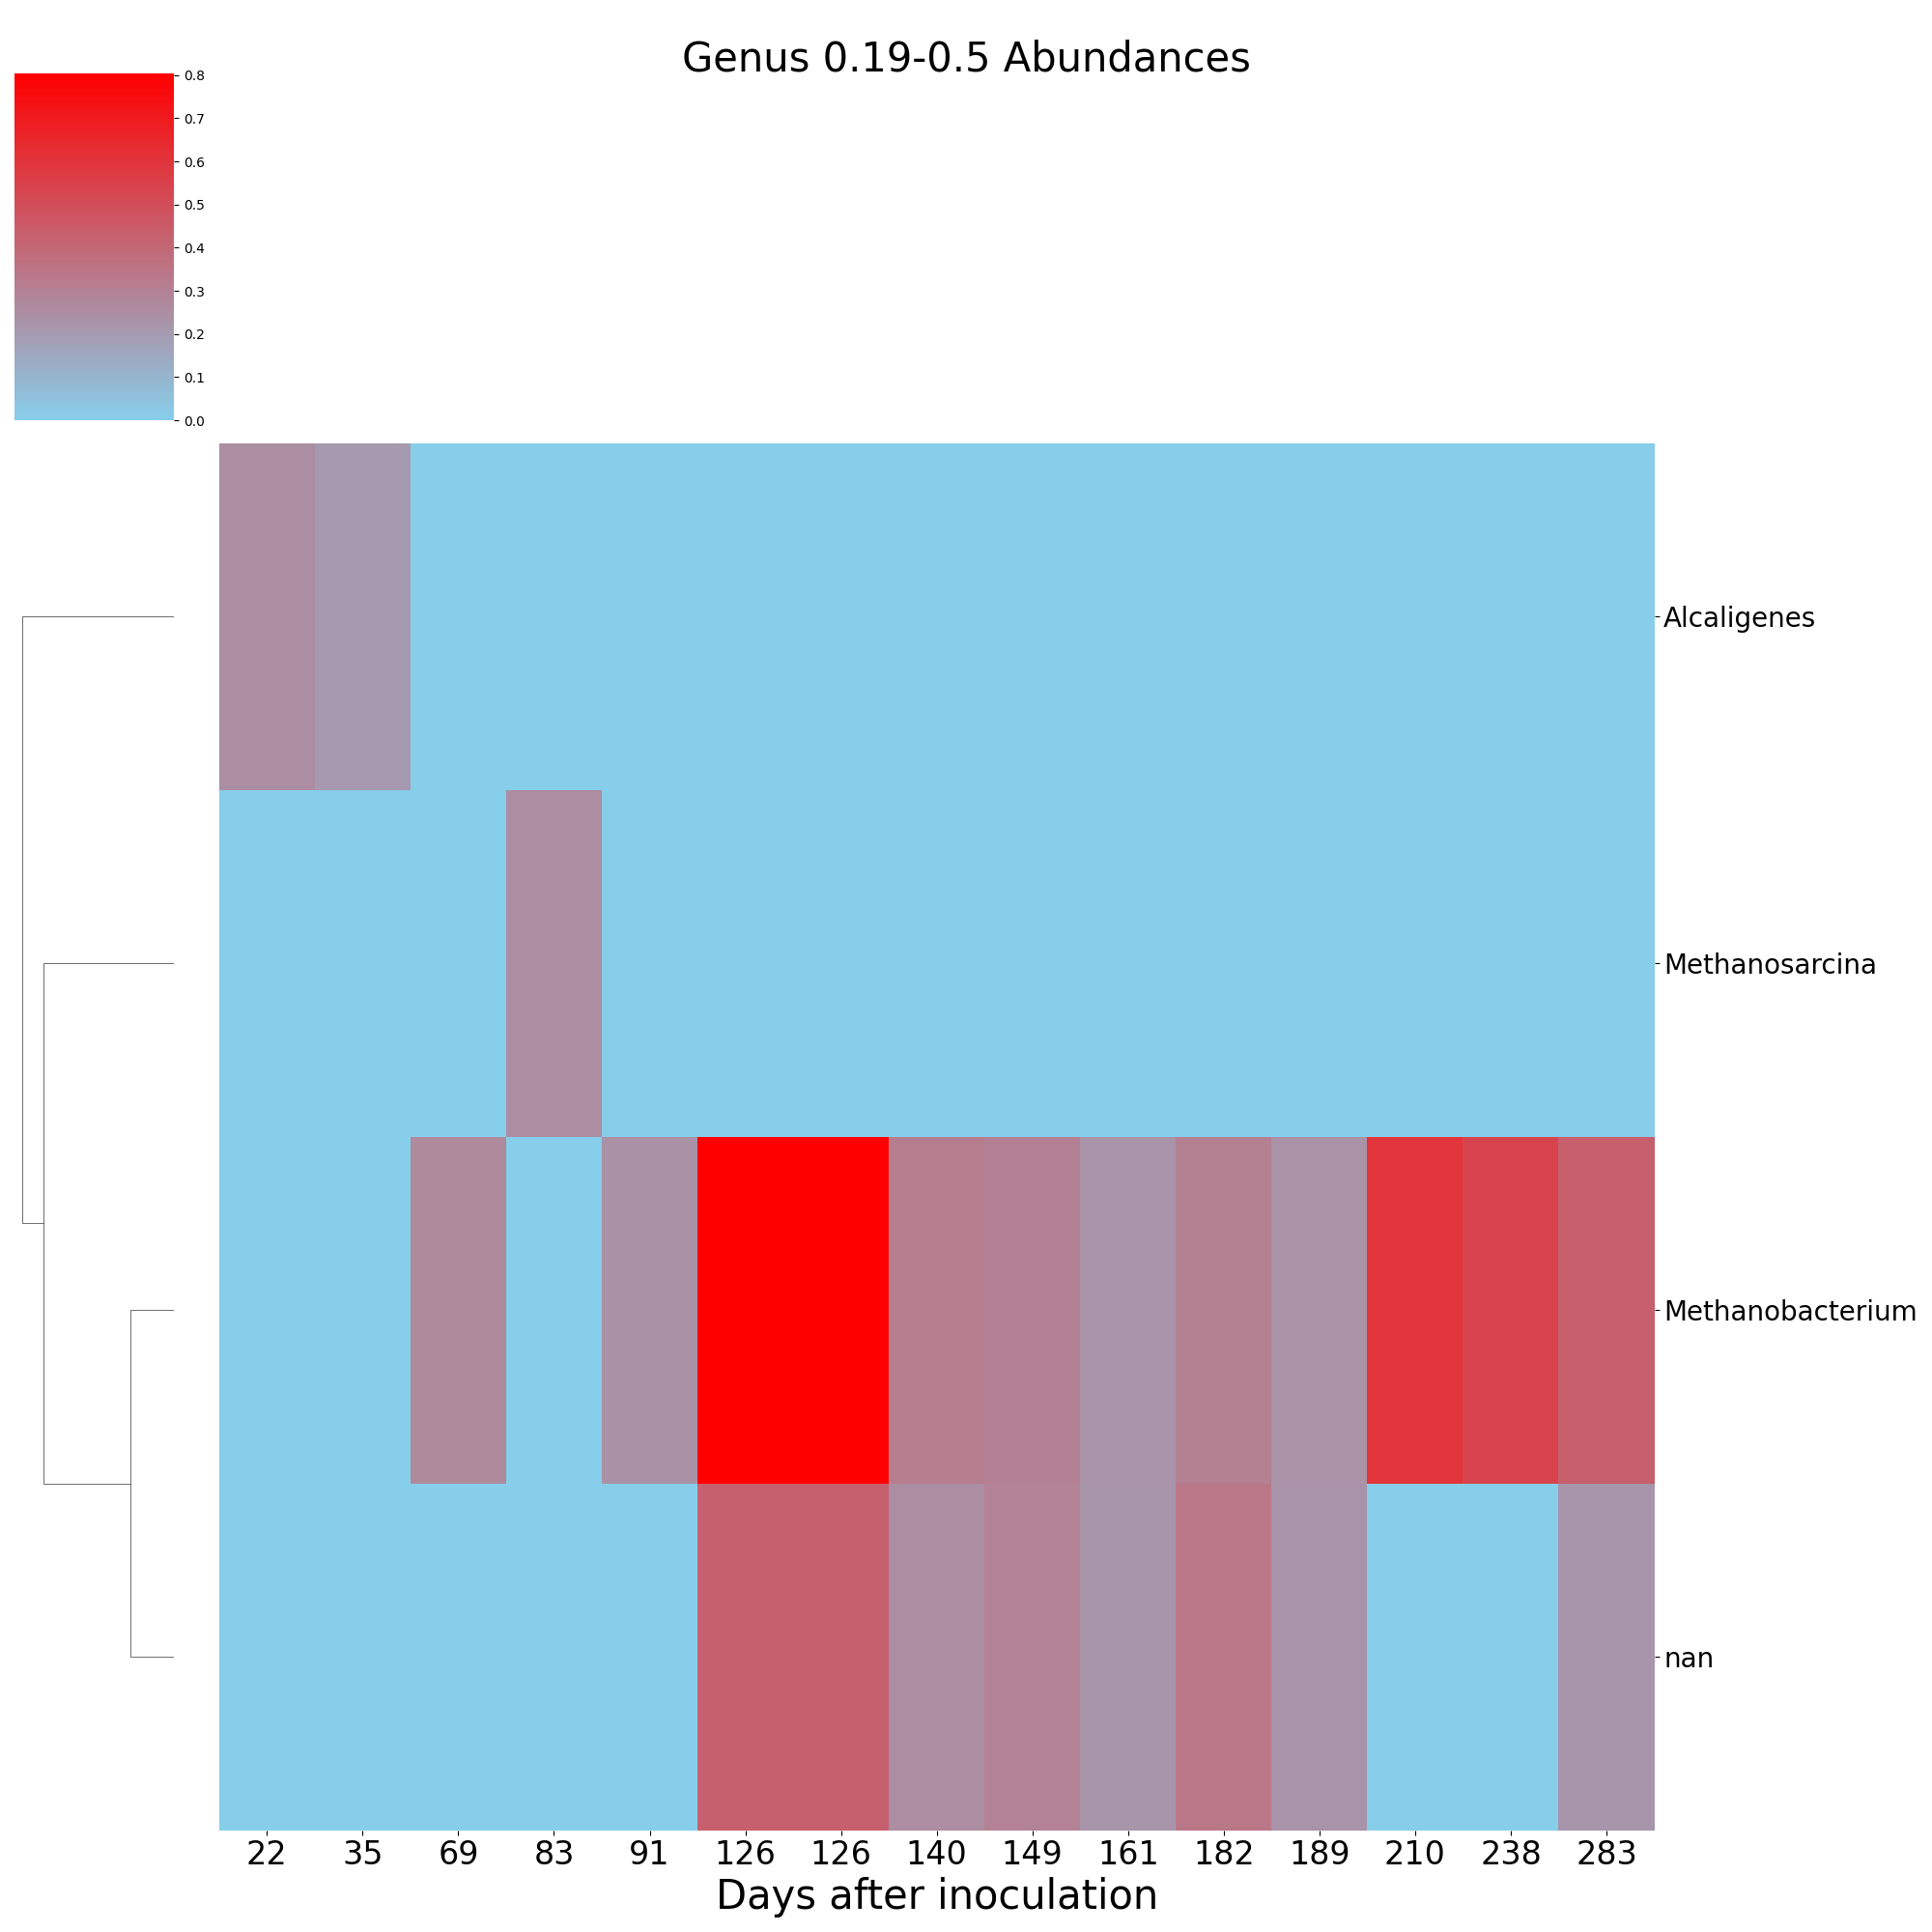 Genus 0.19-0.5 Abundances
0.8
0.7
0.6
0.5
0.4
0.3
0.2
0.1
0.0
Alcaligenes
Methanosarcina
Methanobacterium
nan
22 35 69 83 91 126 126 140 149 161 182 189 210 238 283
Days after inoculation